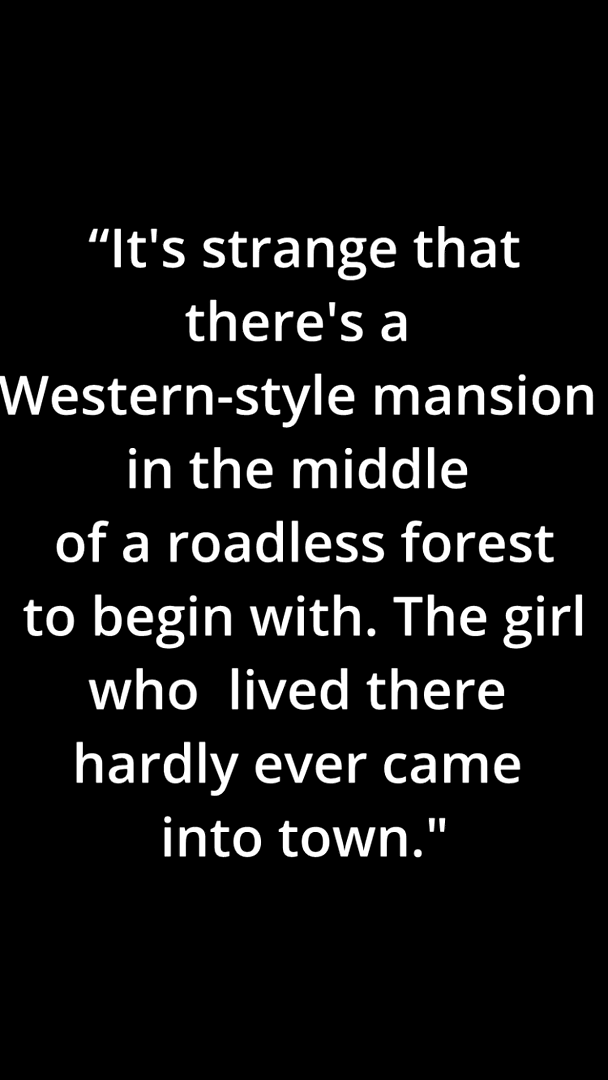 “It's strange that
there's a
Western-style mansion
in the middle
of a roadless forest
to begin with. The girl
who  lived there
hardly ever came
into town."